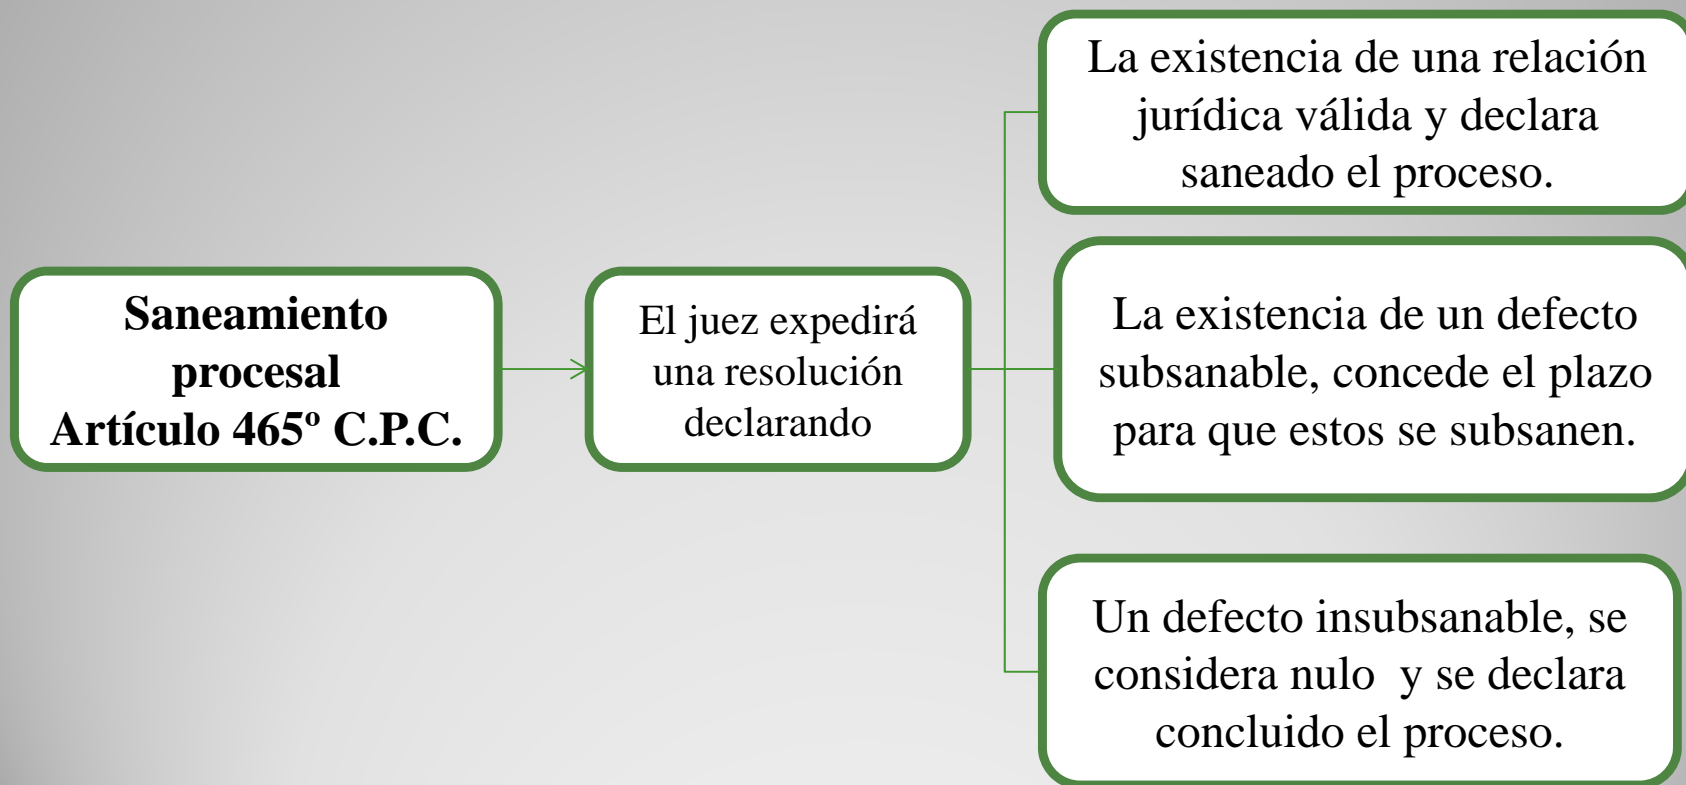 Saneamiento
procesal
Artículo 465º C.P.C.
El juez expedirá
una resolución
declarando
La existencia de una relación
jurídica válida y declara
saneado el proceso.
La existencia de un defecto
subsanable, concede el plazo
para que estos se subsanen.
Un defecto insubsanable, se
considera nulo  y se declara
concluido el proceso.